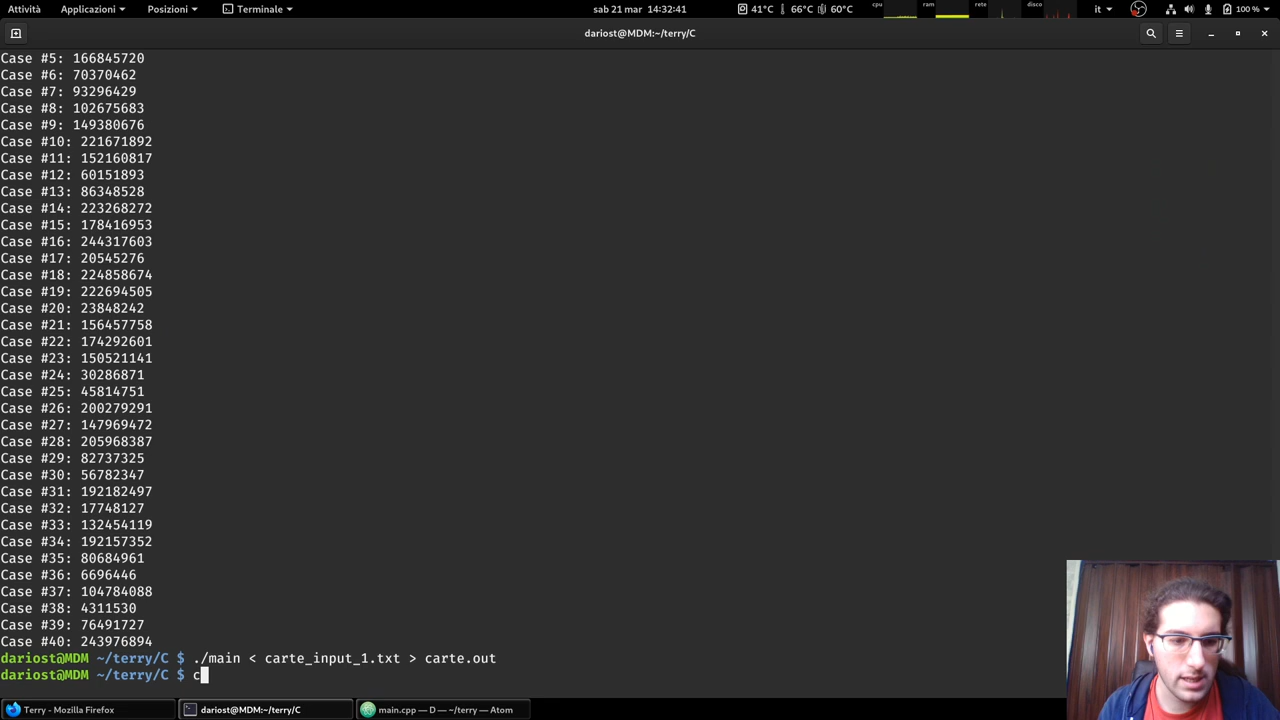 Attività Applicazioni Posizioni Terminale sab 21 mar 14:32:41 41°C 66°C 60°C cpu ram rete disco it 100 %
dariost@MDM:~/terry/C
Case #5: 166845720
Case #6: 70370462
Case #7: 93296429
Case #8: 102675683
Case #9: 149380676
Case #10: 221671892
Case #11: 152160817
Case #12: 60151893
Case #13: 86348528
Case #14: 223268272
Case #15: 178416953
Case #16: 244317603
Case #17: 20545276
Case #18: 224858674
Case #19: 222694505
Case #20: 23848242
Case #21: 156457758
Case #22: 174292601
Case #23: 150521141
Case #24: 30286871
Case #25: 45814751
Case #26: 200279291
Case #27: 147969472
Case #28: 205968387
Case #29: 82737325
Case #30: 56782347
Case #31: 192182497
Case #32: 17748127
Case #33: 132454119
Case #34: 192157352
Case #35: 80684961
Case #36: 6696446
Case #37: 104784088
Case #38: 4311530
Case #39: 76491727
Case #40: 243976894
dariost@MDM ~/terry/C $ ./main < carte_input_1.txt > carte.out
dariost@MDM ~/terry/C $ c
Terry - Mozilla Firefox dariost@MDM:~/terry/C main.cpp — D — ~/terry — Atom